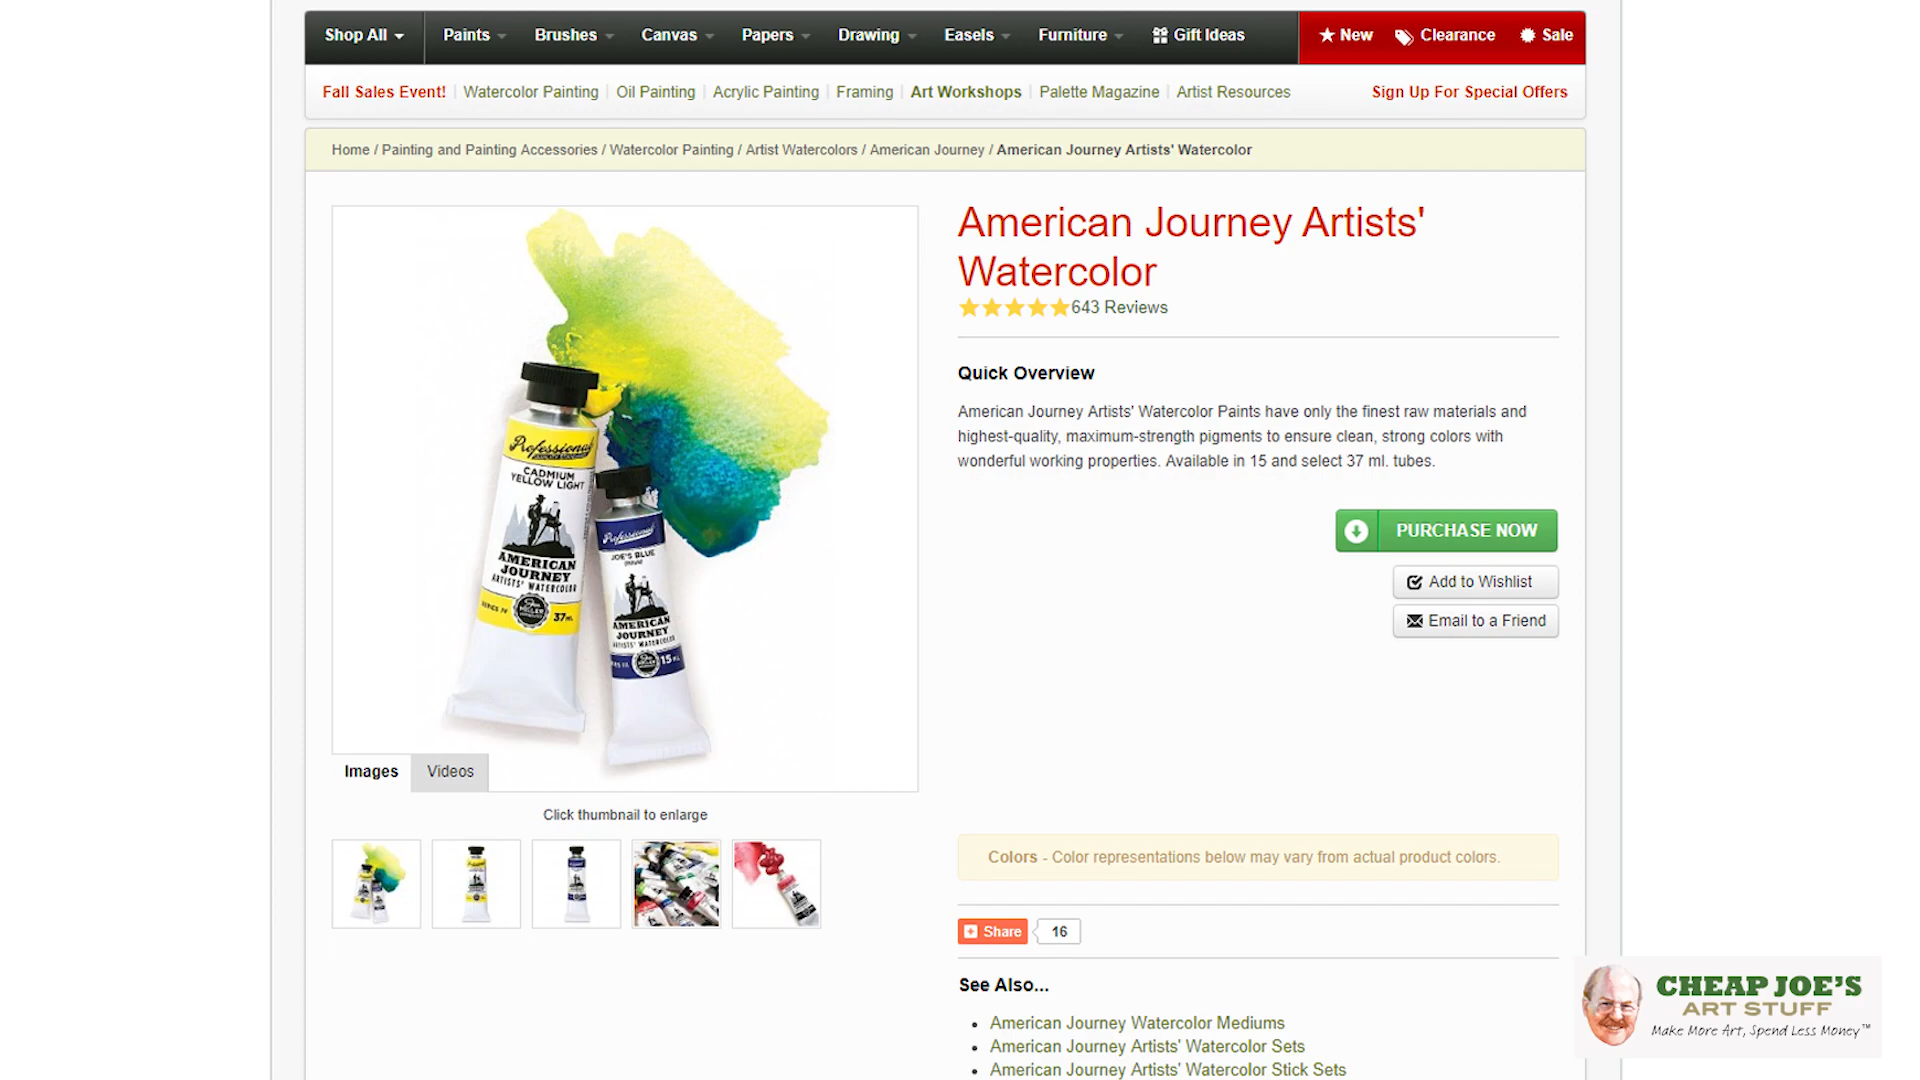 Shop All Paints Brushes Canvas Papers Drawing Easels Furniture Gift Ideas New Clearance Sale
Fall Sales Event! Watercolor Painting Oil Painting Acrylic Painting Framing Art Workshops Palette Magazine Artist Resources Sign Up For Special Offers
Home / Painting and Painting Accessories / Watercolor Painting / Artist Watercolors / American Journey / American Journey Artists' Watercolor
American Journey Artists'
Watercolor
643 Reviews
Quick Overview
American Journey Artists' Watercolor Paints have only the finest raw materials and
highest-quality, maximum-strength pigments to ensure clean, strong colors with
wonderful working properties. Available in 15 and select 37 ml. tubes.
PURCHASE NOW
Add to Wishlist
Email to a Friend
Professional
CADMIUM
YELLOW LIGHT
AMERICAN
JOURNEY
ARTISTS' WATERCOLOR
SERIES IV
37ml
Professional
JOE'S BLUE
AMERICAN
JOURNEY
ARTISTS' WATERCOLOR
15ml
Images Videos
Click thumbnail to enlarge
Colors - Color representations below may vary from actual product colors.
Share 16
See Also...
American Journey Watercolor Mediums
American Journey Artists' Watercolor Sets
American Journey Artists' Watercolor Stick Sets
CHEAP JOE'S
ART STUFF
Make More Art, Spend Less Money™